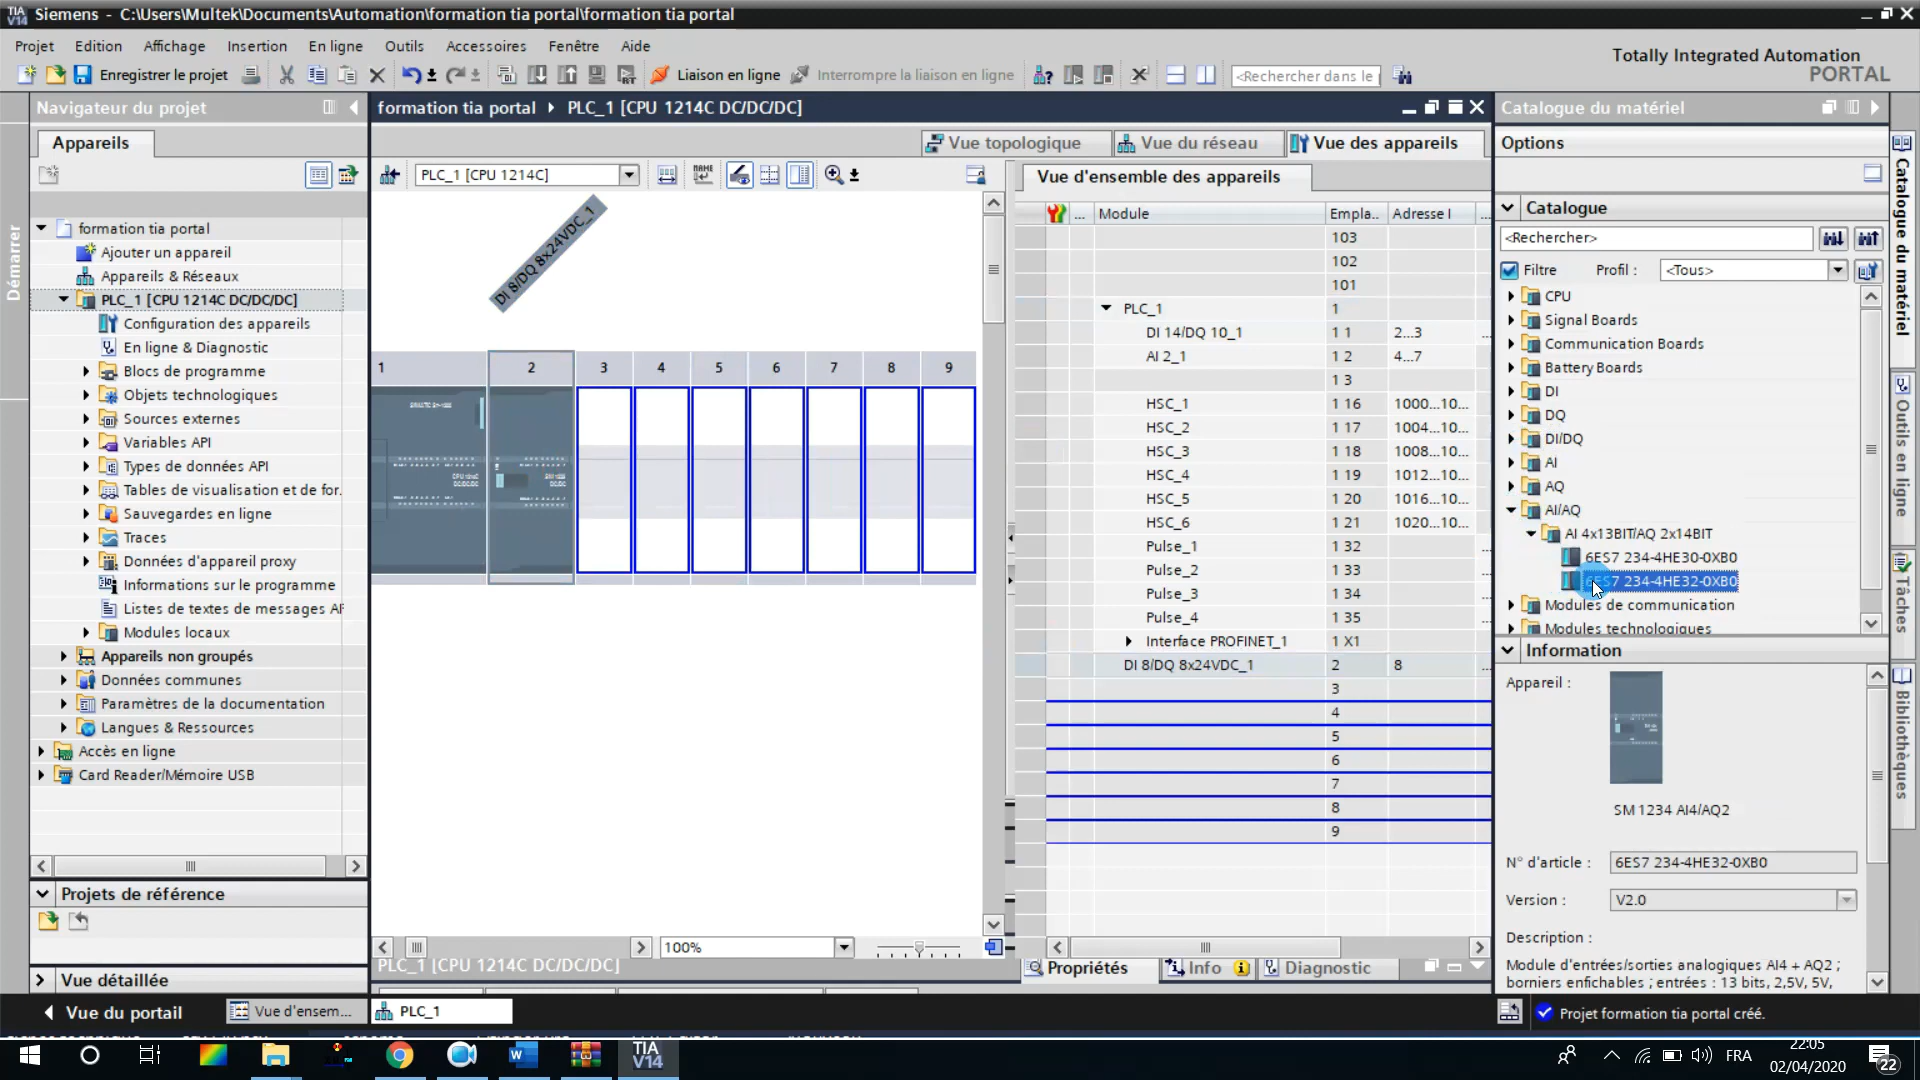 TIA V14 Siemens - C:\Users\Multek\Documents\Automation\formation tia portal\formation tia portal
Projet Edition Affichage Insertion En ligne Outils Accessoires Fenêtre Aide
Totally Integrated Automation
PORTAL
Enregistrer le projet Liaison en ligne Interrompre la liaison en ligne <Rechercher dans le p
Navigateur du projet
formation tia portal PLC_1 [CPU 1214C DC/DC/DC]
Catalogue du matériel
Appareils
Vue topologique Vue du réseau Vue des appareils
Options
PLC_1 [CPU 1214C]
Vue d'ensemble des appareils
Démarrer
formation tia portal
Ajouter un appareil
Appareils & Réseaux
PLC_1 [CPU 1214C DC/DC/DC]
Configuration des appareils
En ligne & Diagnostic
Blocs de programme
Objets technologiques
Sources externes
Variables API
Types de données API
Tables de visualisation et de for.
Sauvegardes en ligne
Traces
Données d'appareil proxy
Informations sur le programme
Listes de textes de messages AP
Modules locaux
Appareils non groupés
Données communes
Paramètres de la documentation
Langues & Ressources
Accès en ligne
Card Reader/Mémoire USB
Projets de référence
Vue détaillée
DI 8/DQ 8x24VDC_1
1 2 3 4 5 6 7 8 9
100%
PLC_1 [CPU 1214C DC/DC/DC]
... Module Empla.. Adresse I ...
103
102
101
PLC_1 1
DI 14/DQ 10_1 1 1 2...3 ...
AI 2_1 1 2 4...7
1 3
HSC_1 1 16 1000...10...
HSC_2 1 17 1004...10...
HSC_3 1 18 1008...10...
HSC_4 1 19 1012...10...
HSC_5 1 20 1016...10...
HSC_6 1 21 1020...10...
Pulse_1 1 32 ...
Pulse_2 1 33 ...
Pulse_3 1 34 ...
Pulse_4 1 35 ...
Interface PROFINET_1 1 X1
DI 8/DQ 8x24VDC_1 2 8 ...
3
4
5
6
7
8
9
Propriétés Info Diagnostic
Catalogue
<Rechercher>
Filtre Profil : <Tous>
CPU
Signal Boards
Communication Boards
Battery Boards
DI
DQ
DI/DQ
AI
AQ
AI/AQ
AI 4x13BIT/AQ 2x14BIT
6ES7 234-4HE30-0XB0
6ES7 234-4HE32-0XB0
Modules de communication
Modules technologiques
Information
Appareil :
SM 1234 AI4/AQ2
N° d'article : 6ES7 234-4HE32-0XB0
Version : V2.0
Description :
Module d'entrées/sorties analogiques AI4 + AQ2 ;
borniers enfichables ; entrées : 13 bits, 2,5V, 5V,
Catalogue du matériel
Outils en ligne
Tâches
Bibliothèques
Vue du portail Vue d'ensem... PLC_1 Projet formation tia portal créé.
TIA V14
FRA
22:05
02/04/2020
22